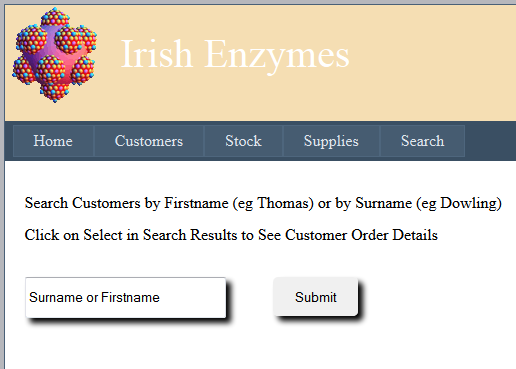 Irish Enzymes
Home Customers Stock Supplies Search
Search Customers by Firstname (eg Thomas) or by Surname (eg Dowling)
Click on Select in Search Results to See Customer Order Details
Surname or Firstname Submit